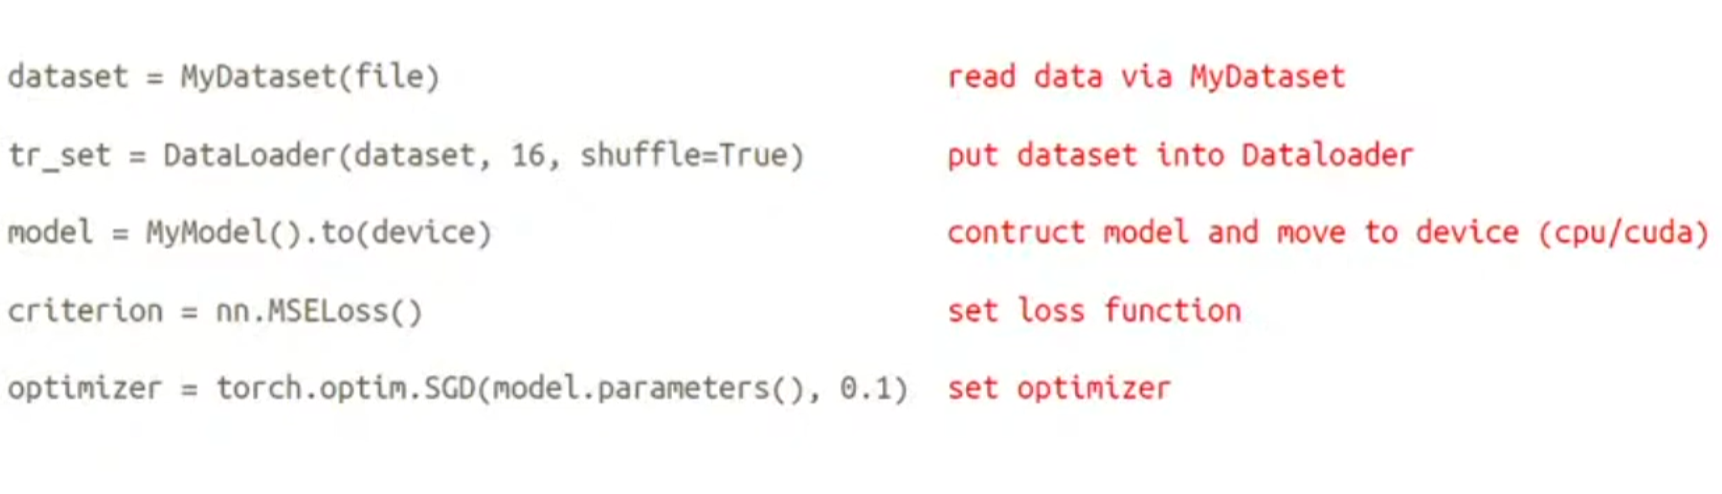 dataset = MyDataset(file) read data via MyDataset
tr_set = DataLoader(dataset, 16, shuffle=True) put dataset into Dataloader
model = MyModel().to(device) contruct model and move to device (cpu/cuda)
criterion = nn.MSELoss() set loss function
optimizer = torch.optim.SGD(model.parameters(), 0.1) set optimizer